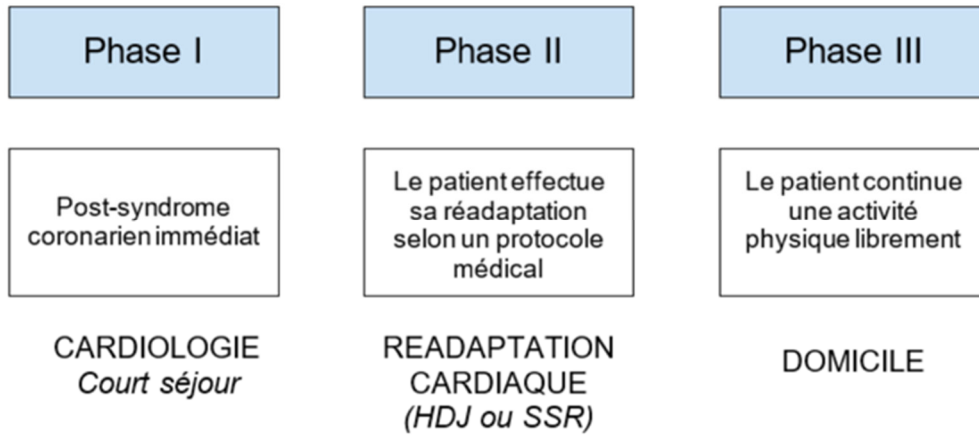 Phase I
Phase II
Phase III
Post-syndrome
coronarien immédiat
Le patient effectue
sa réadaptation
selon un protocole
médical
Le patient continue
une activité
physique librement
CARDIOLOGIE
Court séjour
READAPTATION
CARDIAQUE
(HDJ ou SSR)
DOMICILE